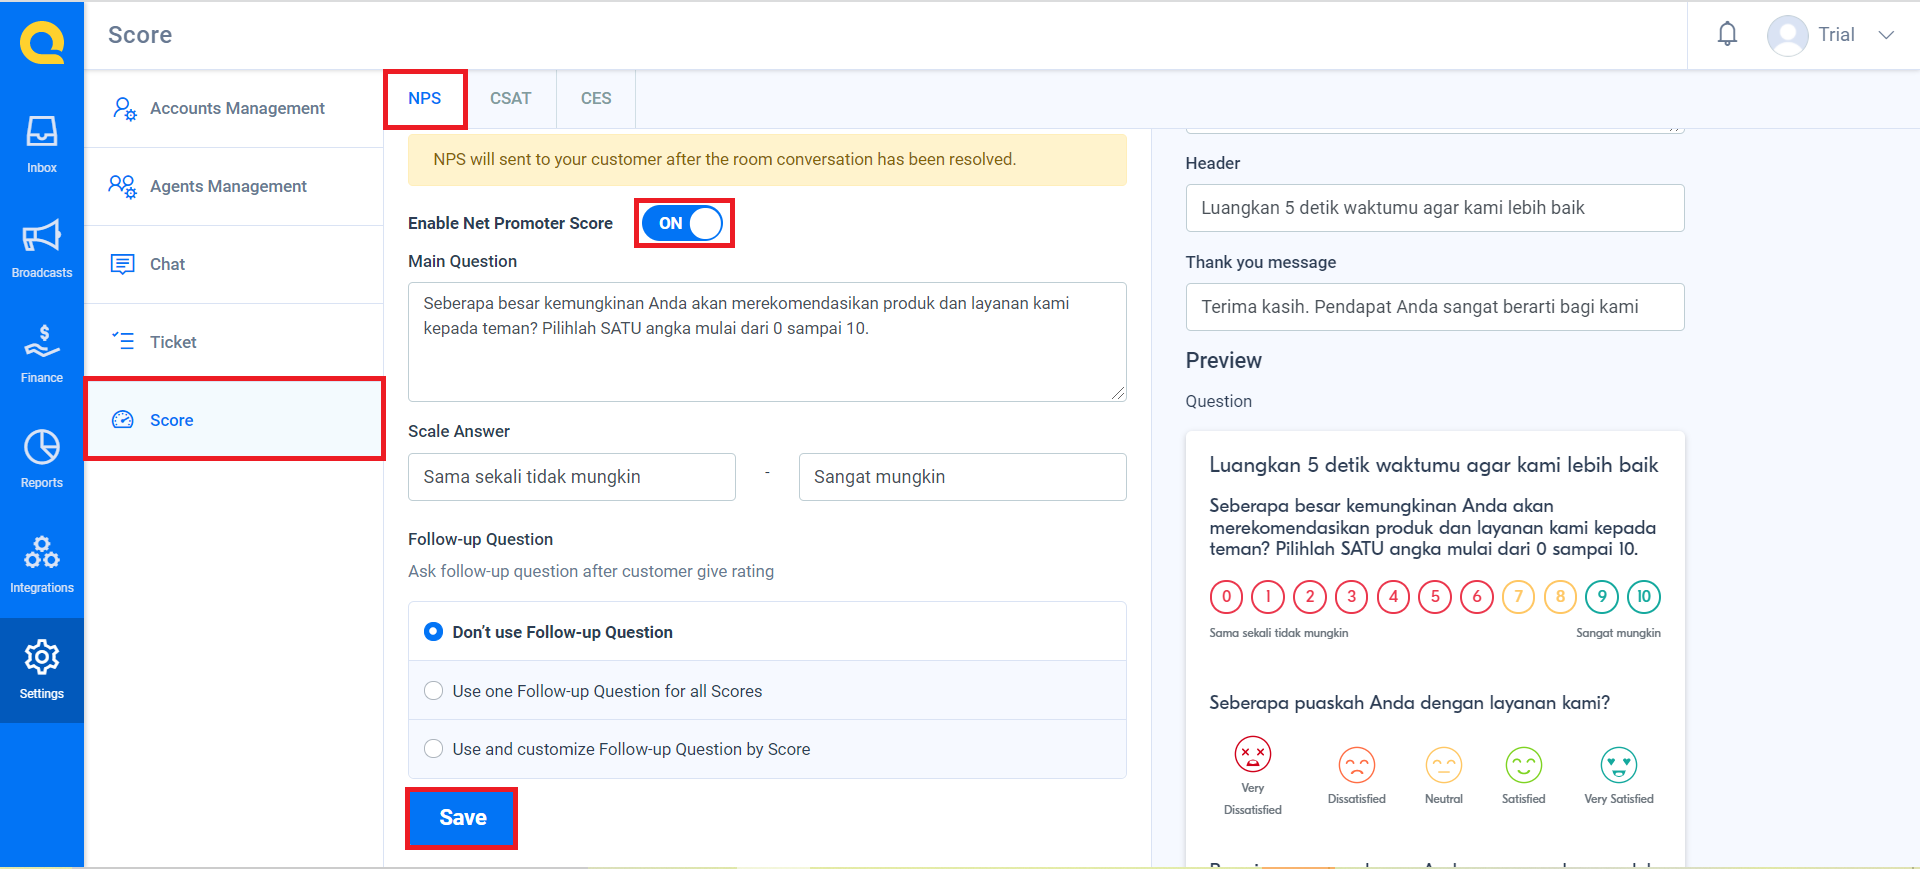 Score
Trial
Inbox
Broadcasts
Finance
Reports
Integrations
Settings
Accounts Management
Agents Management
Chat
Ticket
Score
NPS
CSAT
CES
NPS will sent to your customer after the room conversation has been resolved.
Enable Net Promoter Score
ON
Main Question
Seberapa besar kemungkinan Anda akan merekomendasikan produk dan layanan kami
kepada teman? Pilihlah SATU angka mulai dari 0 sampai 10.
Scale Answer
Sama sekali tidak mungkin
-
Sangat mungkin
Follow-up Question
Ask follow-up question after customer give rating
Don't use Follow-up Question
Use one Follow-up Question for all Scores
Use and customize Follow-up Question by Score
Save
Header
Luangkan 5 detik waktumu agar kami lebih baik
Thank you message
Terima kasih. Pendapat Anda sangat berarti bagi kami
Preview
Question
Luangkan 5 detik waktumu agar kami lebih baik
Seberapa besar kemungkinan Anda akan
merekomendasikan produk dan layanan kami kepada
teman? Pilihlah SATU angka mulai dari 0 sampai 10.
0 1 2 3 4 5 6 7 8 9 10
Sama sekali tidak mungkin
Sangat mungkin
Seberapa puaskah Anda dengan layanan kami?
Very
Dissatisfied
Dissatisfied
Neutral
Satisfied
Very Satisfied